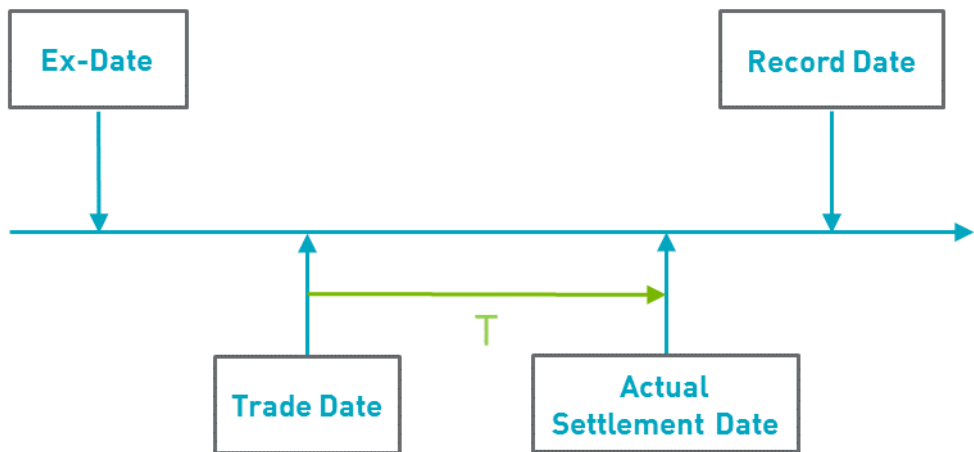 Ex-Date
Record Date
T
Trade Date
Actual
Settlement Date